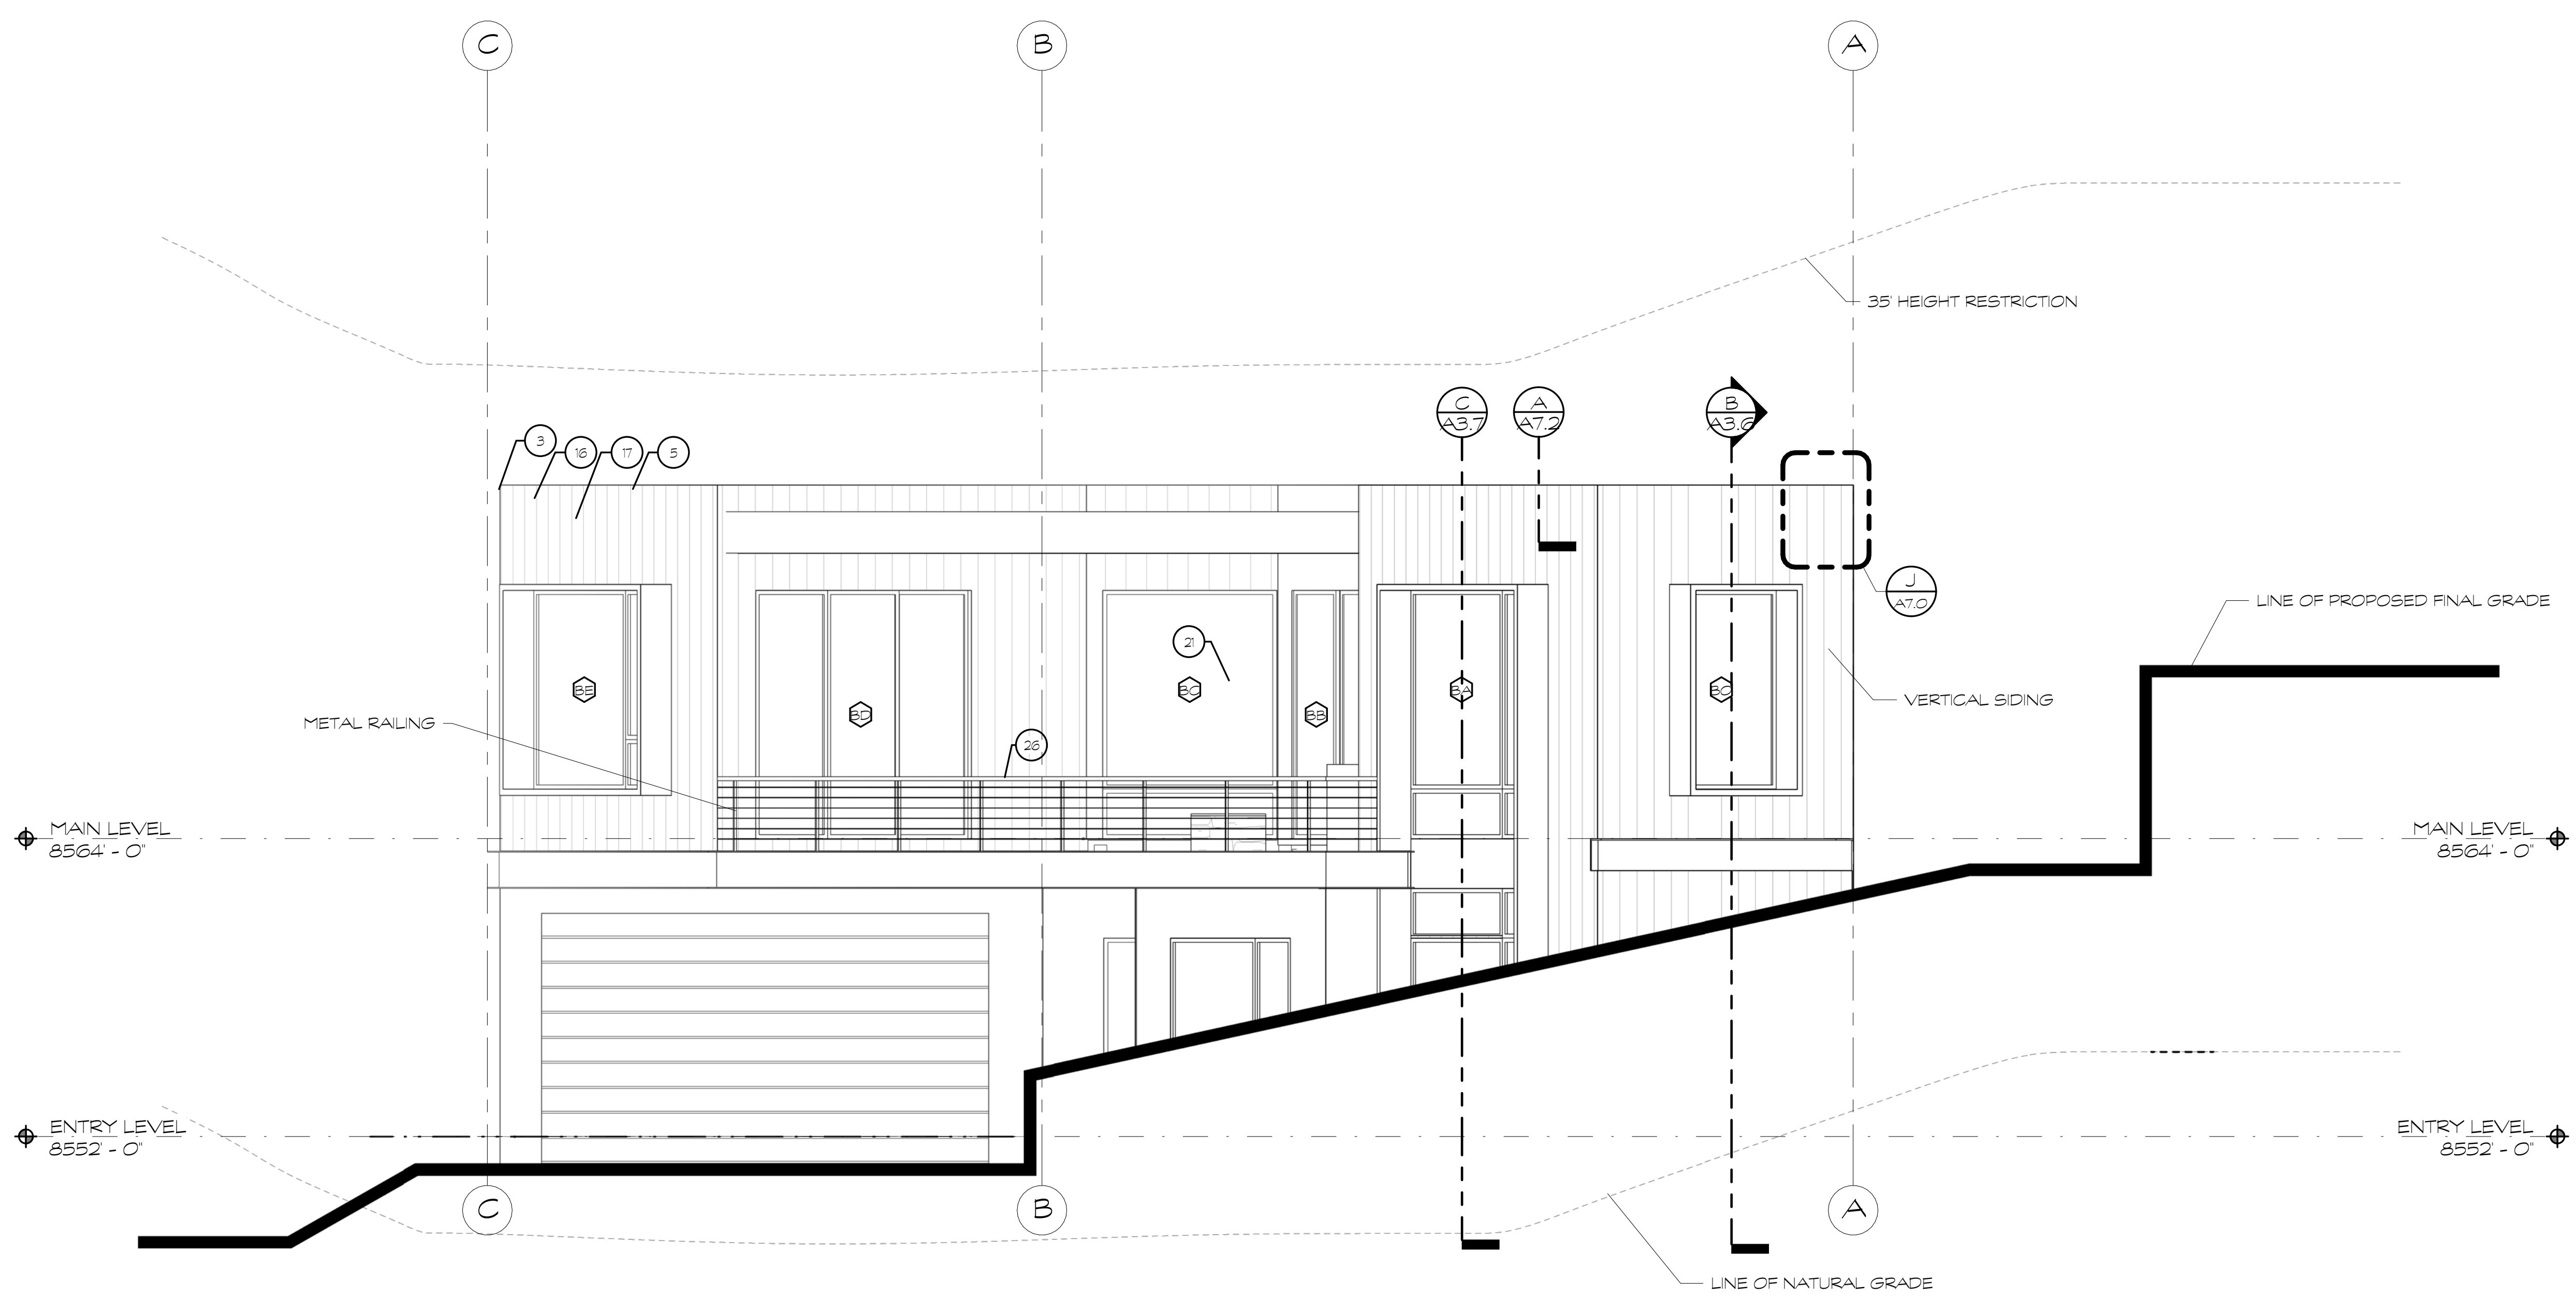 C
B
A
35' HEIGHT RESTRICTION
C
A3.7
A
A7.2
B
A3.6
3
16
17
5
J
A7.0
LINE OF PROPOSED FINAL GRADE
21
BE
BD
BC
BB
BA
BO
METAL RAILING
VERTICAL SIDING
26
MAIN LEVEL
8564' - 0"
MAIN LEVEL
8564' - 0"
ENTRY LEVEL
8552' - 0"
ENTRY LEVEL
8552' - 0"
C
B
A
LINE OF NATURAL GRADE